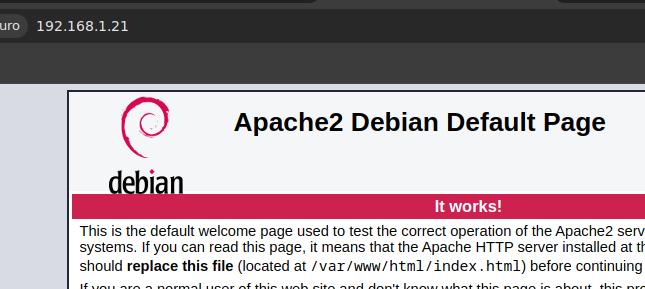 uro 192.168.1.21
Apache2 Debian Default Page
debian
It works!
This is the default welcome page used to test the correct operation of the Apache2 serv
systems. If you can read this page, it means that the Apache HTTP server installed at th
should replace this file (located at /var/www/html/index.html) before continuing
If you are a normal user of this web site and don't know what this page is about, this pro